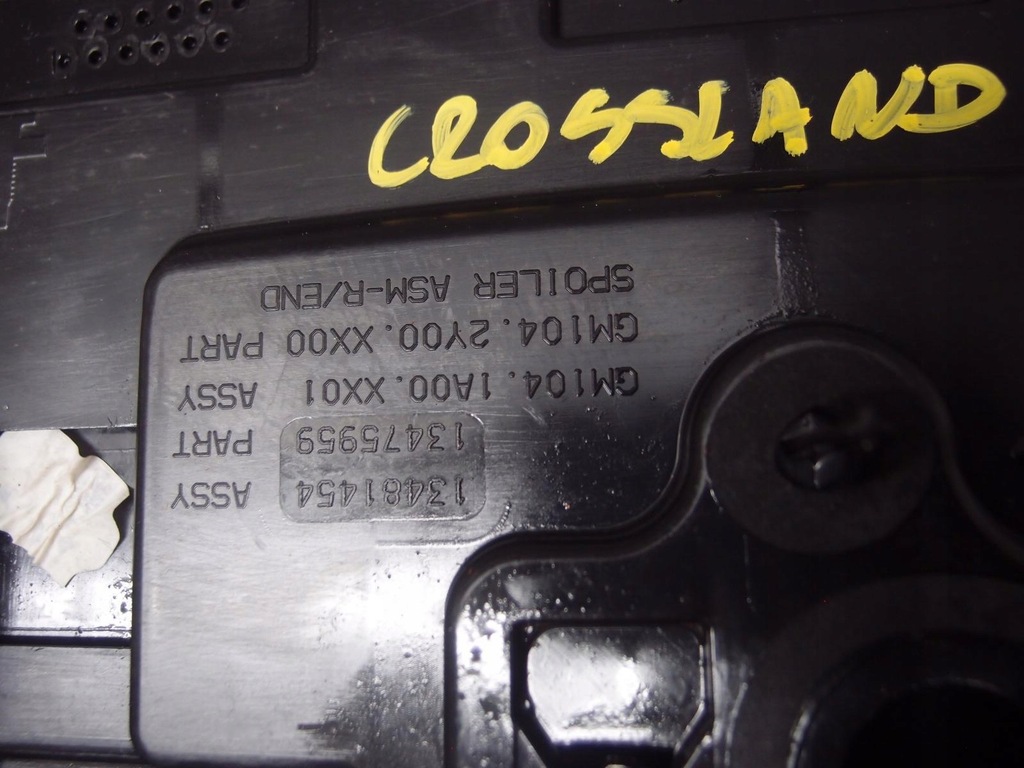 CROSSLAND
13481454 ASSY
13475959 PART
GM104.1A00.XX01 ASSY
GM104.2Y00.XX00 PART
SPOILER ASM-R/END